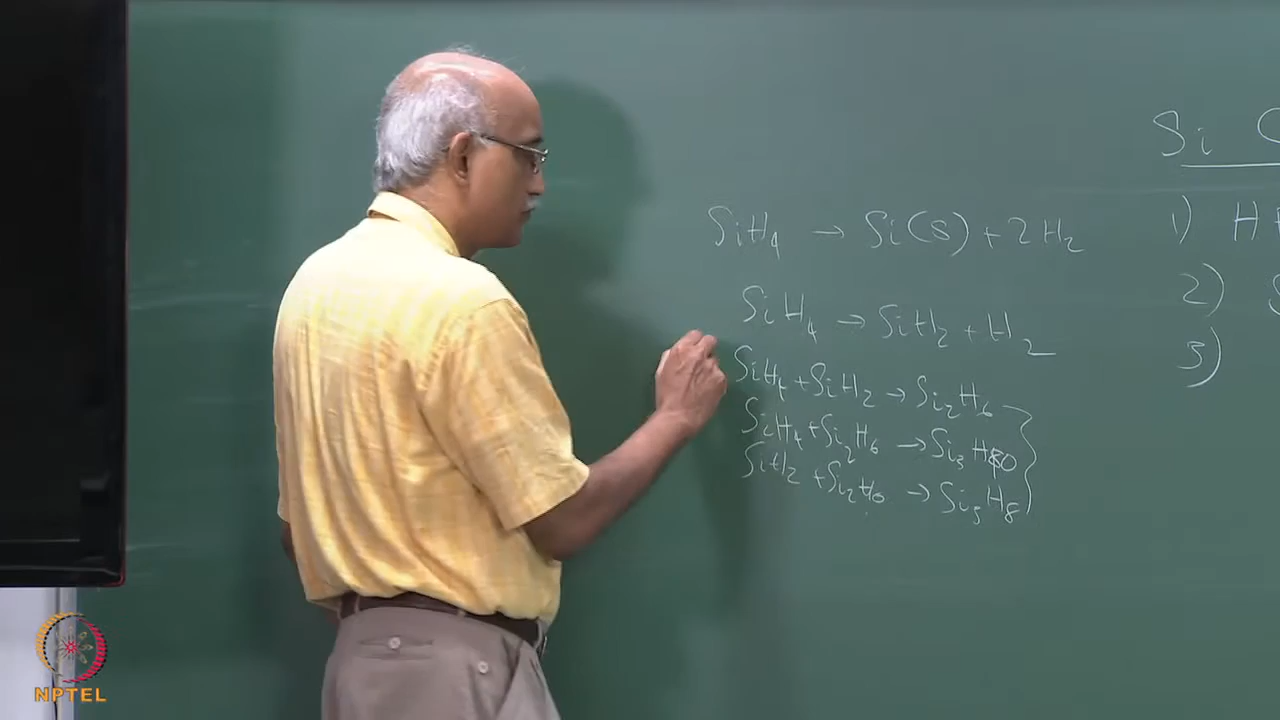 SiH₄ → Si(s) + 2H₂
SiH₄ → SiH₂ + H₂
SiH₄ + SiH₂ → Si₂H₆
SiH₄ + Si₂H₆ → Si₃H₁₀
SiH₂ + Si₂H₆ → Si₃H₈
Si
1) H
2) S
3)
NPTEL